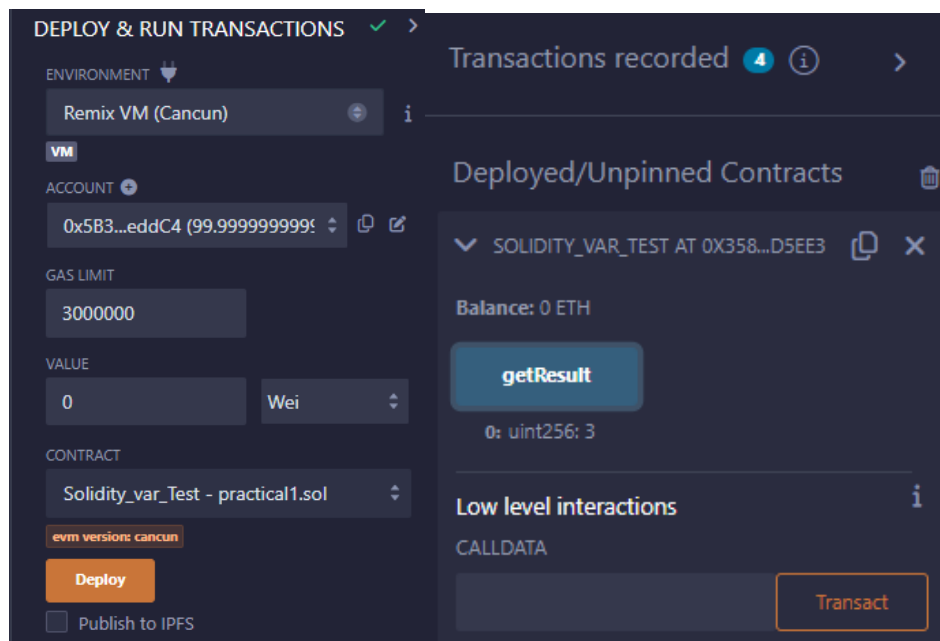 DEPLOY & RUN TRANSACTIONS
ENVIRONMENT
Remix VM (Cancun)
VM
ACCOUNT
0x5B3...eddC4 (99.9999999999
GAS LIMIT
3000000
VALUE
0 Wei
CONTRACT
Solidity_var_Test - practical1.sol
evm version: cancun
Deploy
Publish to IPFS
Transactions recorded 4 i
Deployed/Unpinned Contracts
SOLIDITY_VAR_TEST AT 0X358...D5EE3
Balance: 0 ETH
getResult
0: uint256: 3
Low level interactions
CALLDATA
Transact